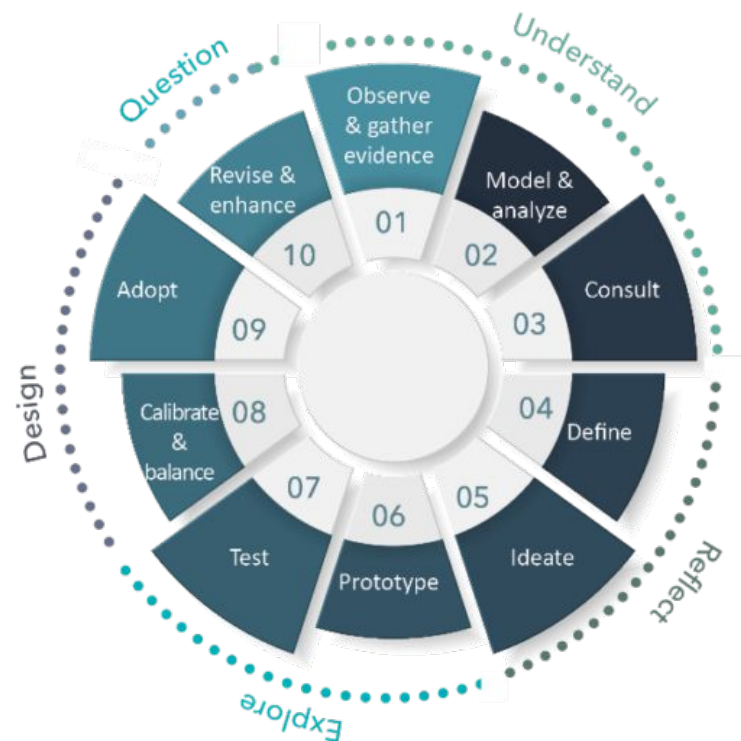 Question
Understand
Observe
& gather
evidence
01
Model &
analyze
02
Consult
03
Define
04
Reflect
Ideate
05
Prototype
06
Explore
Test
07
Calibrate
&
balance
08
Design
Adopt
09
Revise &
enhance
10